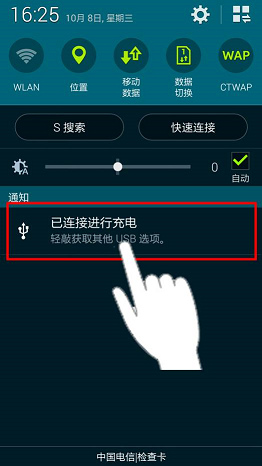 16:25 10月 8日, 星期三
WLAN
位置
移动
数据
数据
切换
WAP
CTWAP
S 搜索
快速连接
A
0
自动
通知
已连接进行充电
轻敲获取其他 USB 选项。
中国电信|检查卡